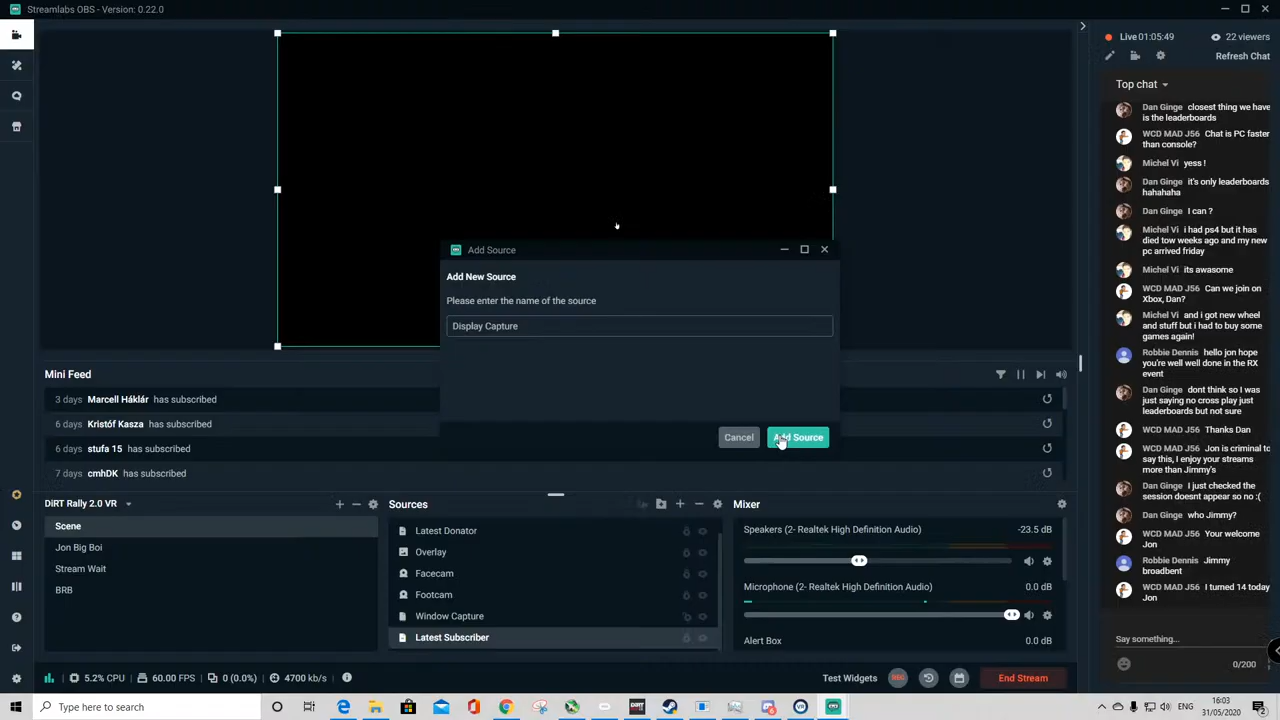 Streamlabs OBS - Version: 0.22.0
Live 01:05:49
22 viewers
Refresh Chat
Top chat
Dan Ginge closest thing we have
is the leaderboards
WCD MAD J56 Chat is PC faster
than console?
Michel Vi yess !
Dan Ginge it's only leaderboards
hahahaha
Dan Ginge I can ?
Michel Vi i had ps4 but it has
died tow weeks ago and my new
pc arrived friday
Michel Vi its awasome
WCD MAD J56 Can we join on
Xbox, Dan?
Michel Vi and i got new wheel
and stuff but i had to buy some
games again!
Robbie Dennis hello jon hope
you're well well done in the RX
event
Dan Ginge dont think so I was
just saying no cross play just
leaderboards but not sure
WCD MAD J56 Thanks Dan
WCD MAD J56 Jon is criminal to
say this, I enjoy your streams
more than Jimmy's
Dan Ginge I just checked the
session doesnt appear so no :(
Dan Ginge who Jimmy?
WCD MAD J56 Your welcome
Jon
Robbie Dennis Jimmy
broadbent
WCD MAD J56 I turned 14 today
Jon
Say something...
0/200
Add Source
Add New Source
Please enter the name of the source
Display Capture
Cancel
Add Source
Mini Feed
3 days Marcell Háklár has subscribed
6 days Kristóf Kasza has subscribed
6 days stufa 15 has subscribed
7 days cmhDK has subscribed
DiRT Rally 2.0 VR
Scene
Jon Big Boi
Stream Wait
BRB
Sources
Latest Donator
Overlay
Facecam
Footcam
Window Capture
Latest Subscriber
Mixer
Speakers (2- Realtek High Definition Audio) -23.5 dB
Microphone (2- Realtek High Definition Audio) 0.0 dB
Alert Box 0.0 dB
5.2% CPU
60.00 FPS
0 (0.0%)
4700 kb/s
Test Widgets
REC
End Stream
Type here to search
ENG
16:03
31/05/2020